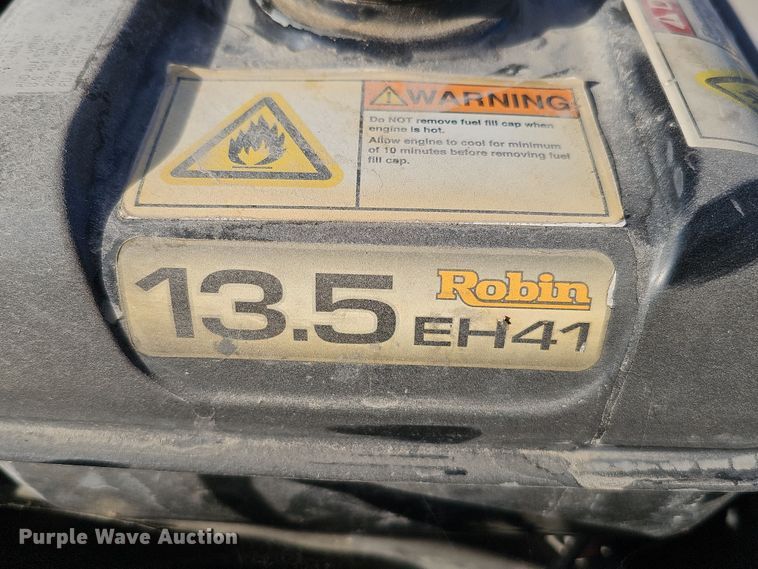 WARNING
Do NOT remove fuel fill cap when
engine is hot.
Allow engine to cool for minimum
of 10 minutes before removing fuel
fill cap.
13.5 Robin
EH41
Purple Wave Auction